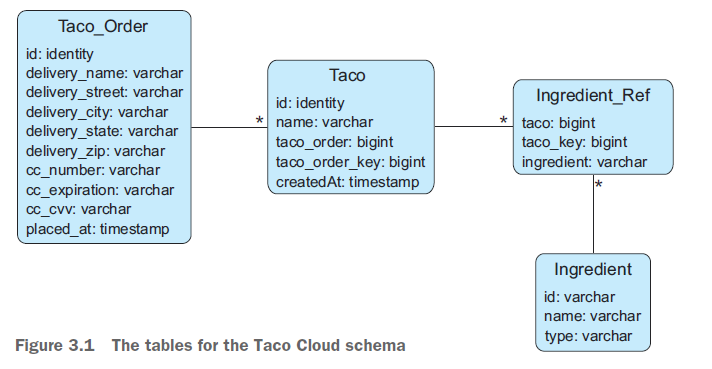 Taco_Order
id: identity
delivery_name: varchar
delivery_street: varchar
delivery_city: varchar
delivery_state: varchar
delivery_zip: varchar
cc_number: varchar
cc_expiration: varchar
cc_cvv: varchar
placed_at: timestamp
*
Taco
id: identity
name: varchar
taco_order: bigint
taco_order_key: bigint
createdAt: timestamp
*
Ingredient_Ref
taco: bigint
taco_key: bigint
ingredient: varchar
*
Ingredient
id: varchar
name: varchar
type: varchar
Figure 3.1 The tables for the Taco Cloud schema